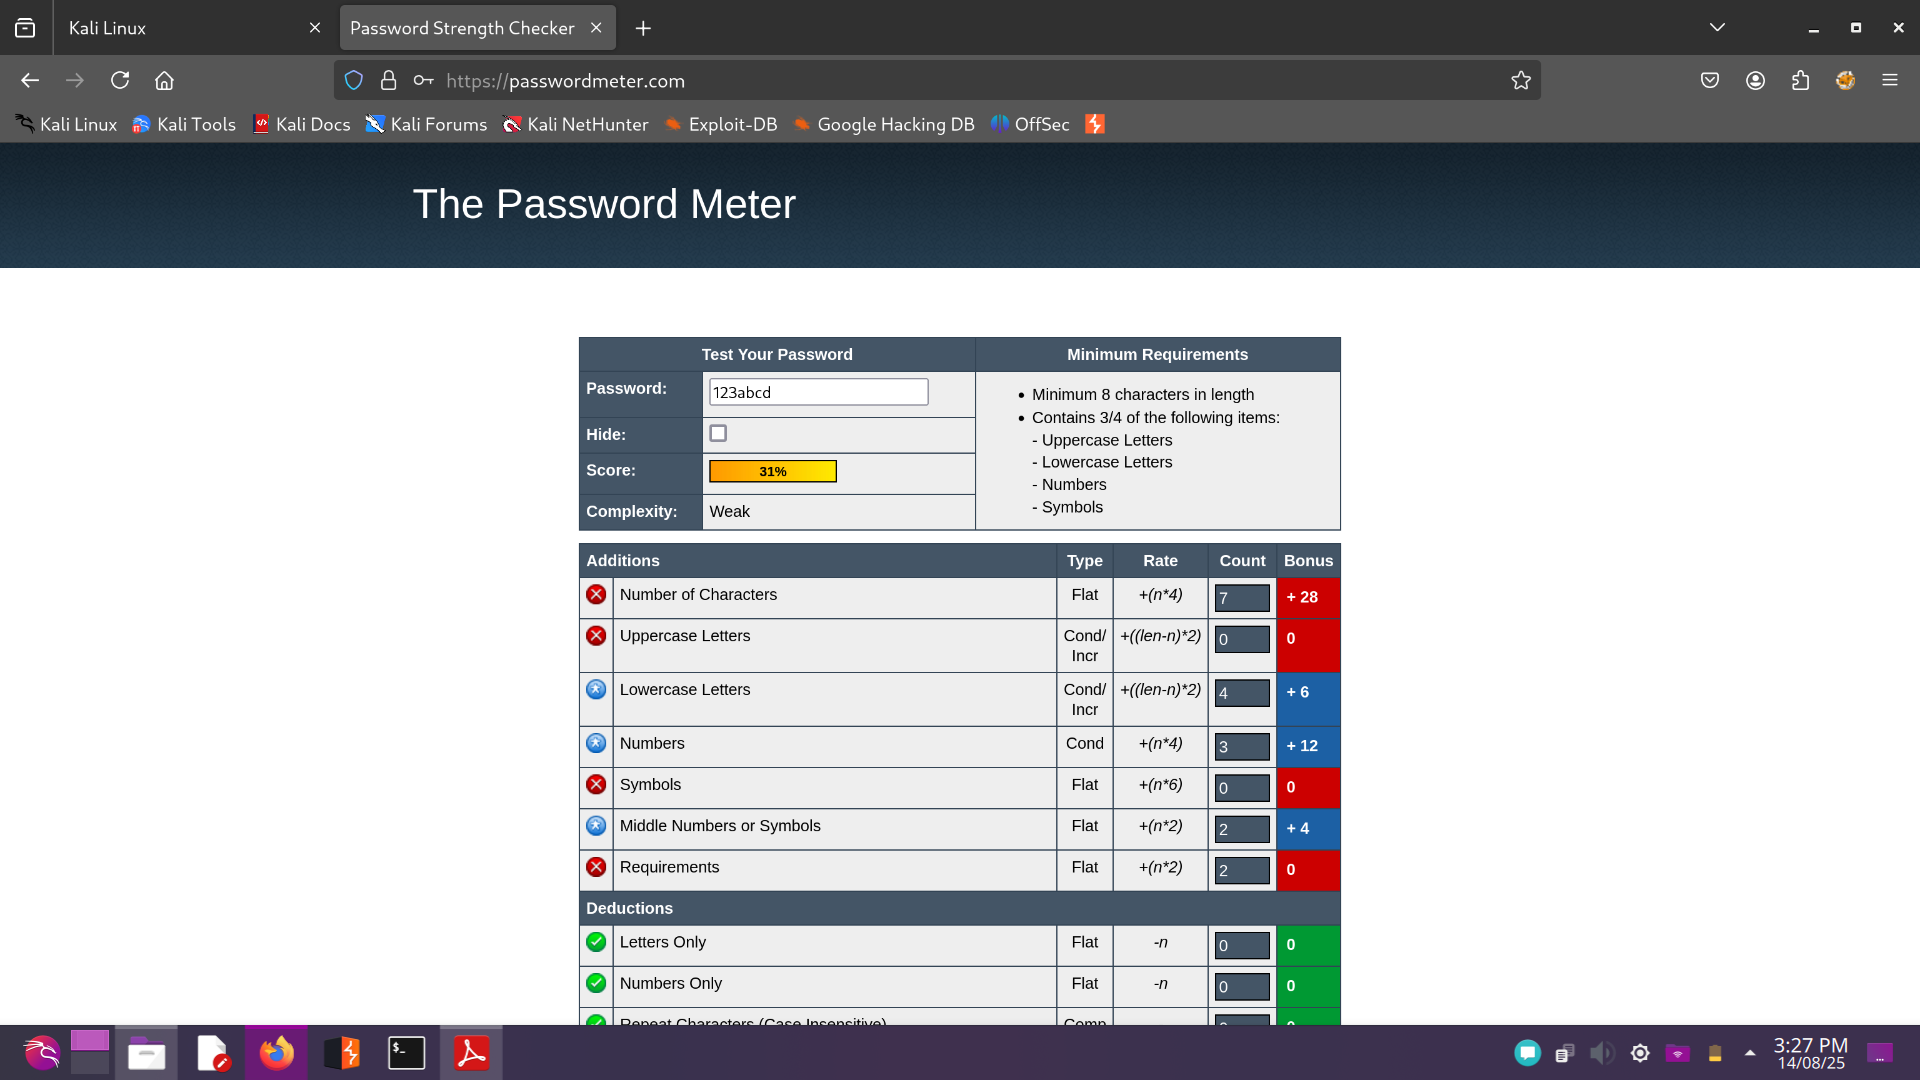 Kali Linux
Password Strength Checker
https://passwordmeter.com
Kali Linux Kali Tools Kali Docs Kali Forums Kali NetHunter Exploit-DB Google Hacking DB OffSec
The Password Meter
Test Your Password
Password: 123abcd
Hide:
Score: 31%
Complexity: Weak
Minimum Requirements
• Minimum 8 characters in length
• Contains 3/4 of the following items:
- Uppercase Letters
- Lowercase Letters
- Numbers
- Symbols
Additions Type Rate Count Bonus
Number of Characters Flat +(n*4) 7 + 28
Uppercase Letters Cond/ +((len-n)*2) 0 0
Incr
Lowercase Letters Cond/ +((len-n)*2) 4 + 6
Incr
Numbers Cond +(n*4) 3 + 12
Symbols Flat +(n*6) 0 0
Middle Numbers or Symbols Flat +(n*2) 2 + 4
Requirements Flat +(n*2) 2 0
Deductions
Letters Only Flat -n 0 0
Numbers Only Flat -n 0 0
Repeat Characters (Case Insensitive) Comp
$_
3:27 PM
14/08/25